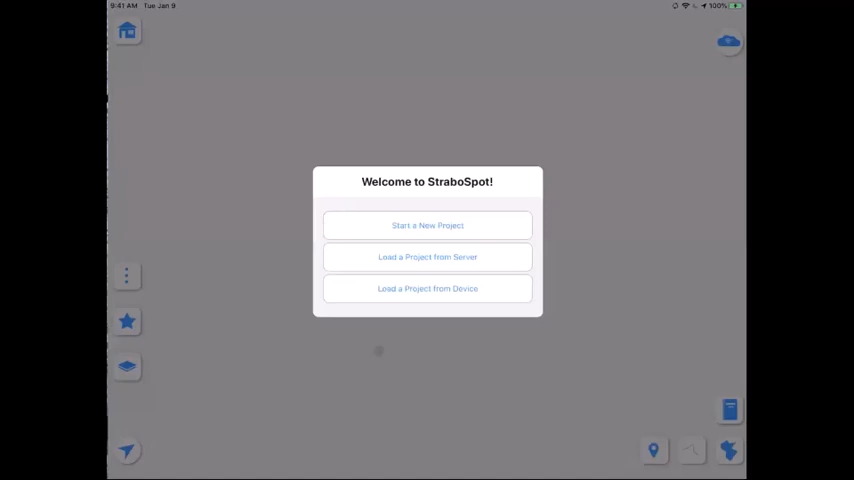 9:41 AM Tue Jan 9
100%
Welcome to StraboSpot!
Start a New Project
Load a Project from Server
Load a Project from Device